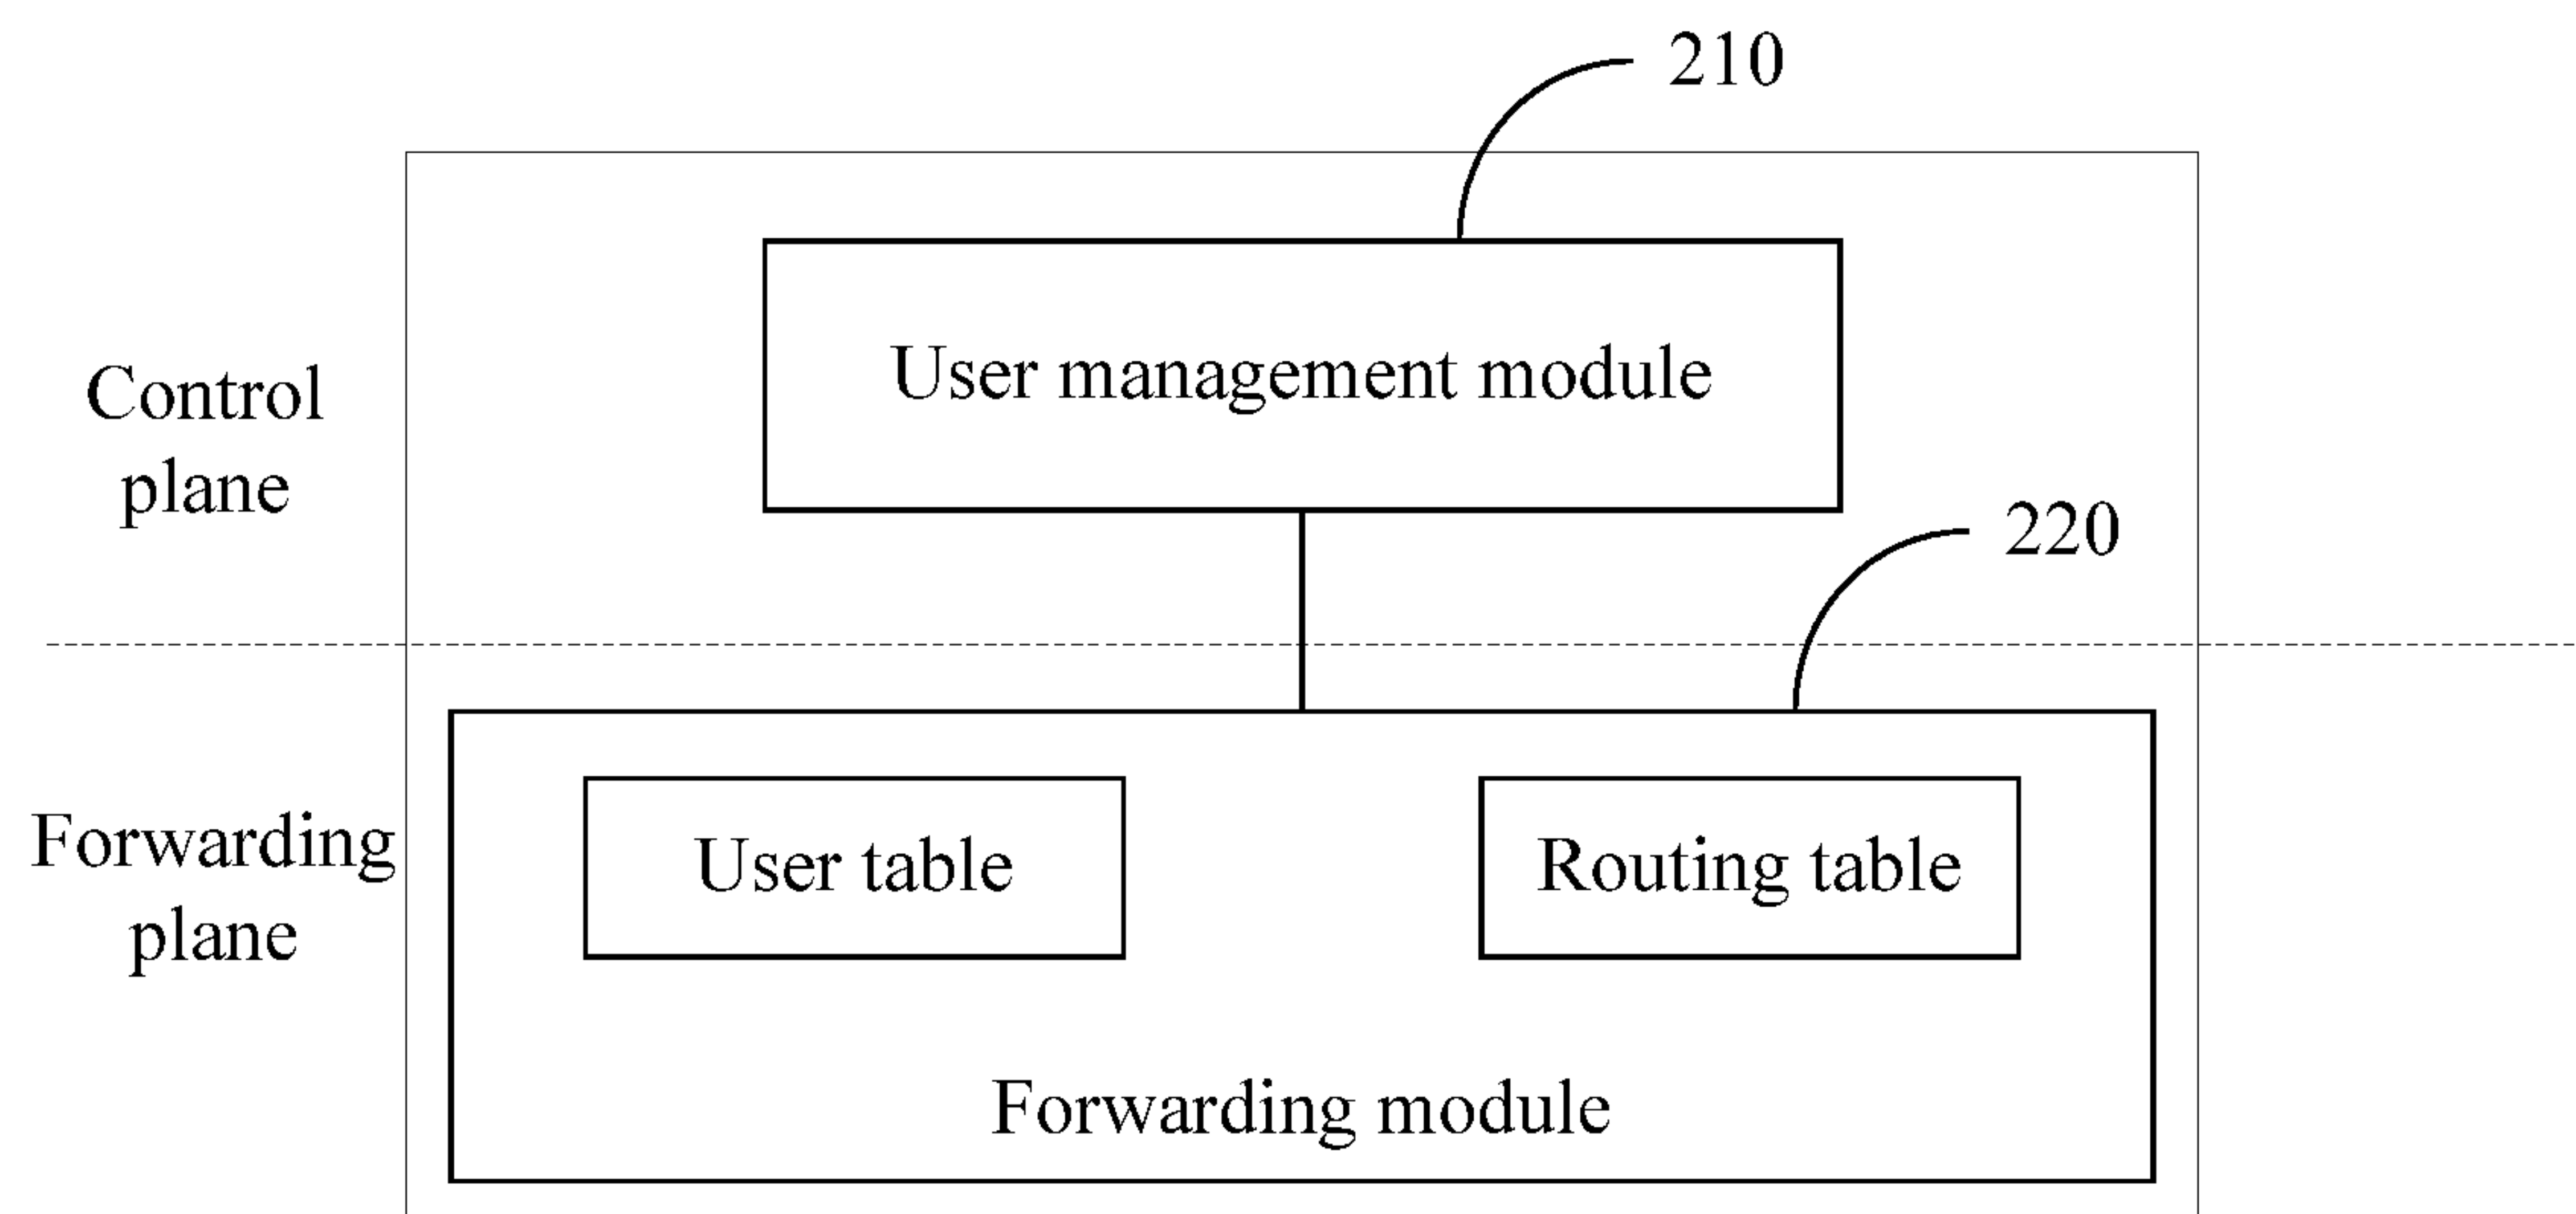 210
User management module
Control
plane
220
User table
Routing table
Forwarding
plane
Forwarding module